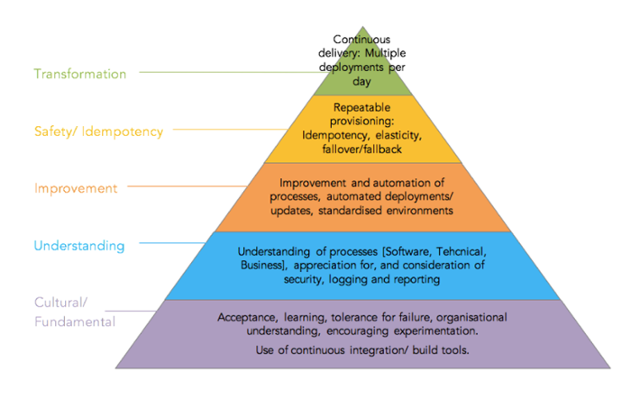 Continuous
delivery: Multiple
deployments per
day
Transformation
Repeatable
provisioning:
Idempotency, elasticity,
fallover/fallback
Safety/ Idempotency
Improvement and automation of
processes, automated deployments/
updates, standardised environments
Improvement
Understanding of processes [Software, Tehcnical,
Business], appreciation for, and consideration of
security, logging and reporting
Understanding
Cultural/
Fundamental
Acceptance, learning, tolerance for failure, organisational
understanding, encouraging experimentation.
Use of continuous integration/ build tools.